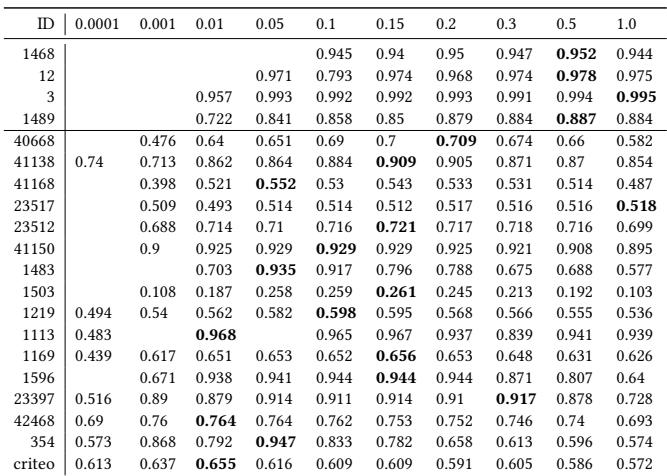 ID 0.0001 0.001 0.01 0.05 0.1 0.15 0.2 0.3 0.5 1.0
1468 0.945 0.94 0.95 0.947 0.952 0.944
12 0.971 0.793 0.974 0.968 0.974 0.978 0.975
3 0.957 0.993 0.992 0.992 0.993 0.991 0.994 0.995
1489 0.722 0.841 0.858 0.85 0.879 0.884 0.887 0.884
40668 0.476 0.64 0.651 0.69 0.7 0.709 0.674 0.66 0.582
41138 0.74 0.713 0.862 0.864 0.884 0.909 0.905 0.871 0.87 0.854
41168 0.398 0.521 0.552 0.53 0.543 0.533 0.531 0.514 0.487
23517 0.509 0.493 0.514 0.514 0.512 0.517 0.516 0.516 0.518
23512 0.688 0.714 0.71 0.716 0.721 0.717 0.718 0.716 0.699
41150 0.9 0.925 0.929 0.929 0.929 0.925 0.921 0.908 0.895
1483 0.703 0.935 0.917 0.796 0.788 0.675 0.688 0.577
1503 0.108 0.187 0.258 0.259 0.261 0.245 0.213 0.192 0.103
1219 0.494 0.54 0.562 0.582 0.598 0.595 0.568 0.566 0.555 0.536
1113 0.483 0.968 0.965 0.967 0.937 0.839 0.941 0.939
1169 0.439 0.617 0.651 0.653 0.652 0.656 0.653 0.648 0.631 0.626
1596 0.671 0.938 0.941 0.944 0.944 0.944 0.871 0.807 0.64
23397 0.516 0.89 0.879 0.914 0.911 0.914 0.91 0.917 0.878 0.728
42468 0.69 0.76 0.764 0.764 0.762 0.753 0.752 0.746 0.74 0.693
354 0.573 0.868 0.792 0.947 0.833 0.782 0.658 0.613 0.596 0.574
criteo 0.613 0.637 0.655 0.616 0.609 0.609 0.591 0.605 0.586 0.572